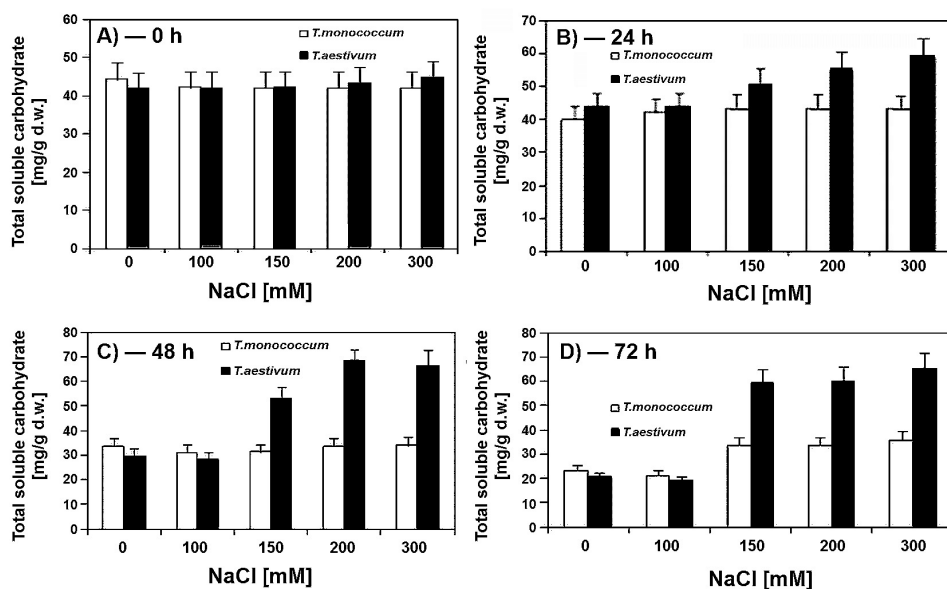 A) — 0 h
T.monococcum
T.aestivum
Total soluble carbohydrate
[mg/g d.w.]
60
50
40
30
20
10
0
0 100 150 200 300
NaCl [mM]
B) — 24 h
T.monococcum
T.aestivum
Total soluble carbohydrate
[mg/g d.w.]
70
60
50
40
30
20
10
0
0 100 150 200 300
NaCl [mM]
C) — 48 h
T.monococcum
T.aestivum
Total soluble carbohydrate
[mg/g d.w.]
80
70
60
50
40
30
20
10
0
0 100 150 200 300
NaCl [mM]
D) — 72 h
T.monococcum
T.aestivum
Total soluble carbohydrate
[mg/g d.w.]
80
70
60
50
40
30
20
10
0
0 100 150 200 300
NaCl [mM]